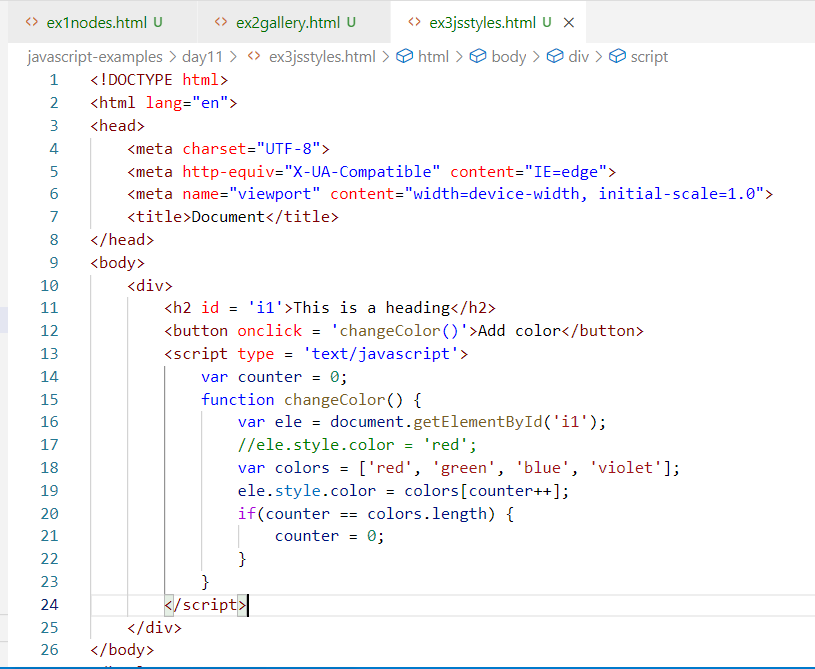 ex1nodes.html U ex2gallery.html U ex3jsstyles.html U
javascript-examples > day11 > ex3jsstyles.html > html > body > div > script
1 <!DOCTYPE html>
2 <html lang="en">
3 <head>
4 <meta charset="UTF-8">
5 <meta http-equiv="X-UA-Compatible" content="IE=edge">
6 <meta name="viewport" content="width=device-width, initial-scale=1.0">
7 <title>Document</title>
8 </head>
9 <body>
10 <div>
11 <h2 id = 'i1'>This is a heading</h2>
12 <button onclick = 'changeColor()'>Add color</button>
13 <script type = 'text/javascript'>
14 var counter = 0;
15 function changeColor() {
16 var ele = document.getElementById('i1');
17 //ele.style.color = 'red';
18 var colors = ['red', 'green', 'blue', 'violet'];
19 ele.style.color = colors[counter++];
20 if(counter == colors.length) {
21 counter = 0;
22 }
23 }
24 </script>
25 </div>
26 </body>